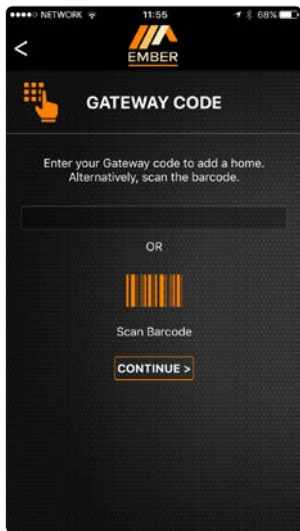 NETWORK 11:55 68%
<
EMBER
GATEWAY CODE
Enter your Gateway code to add a home.
Alternatively, scan the barcode.
OR
Scan Barcode
CONTINUE >